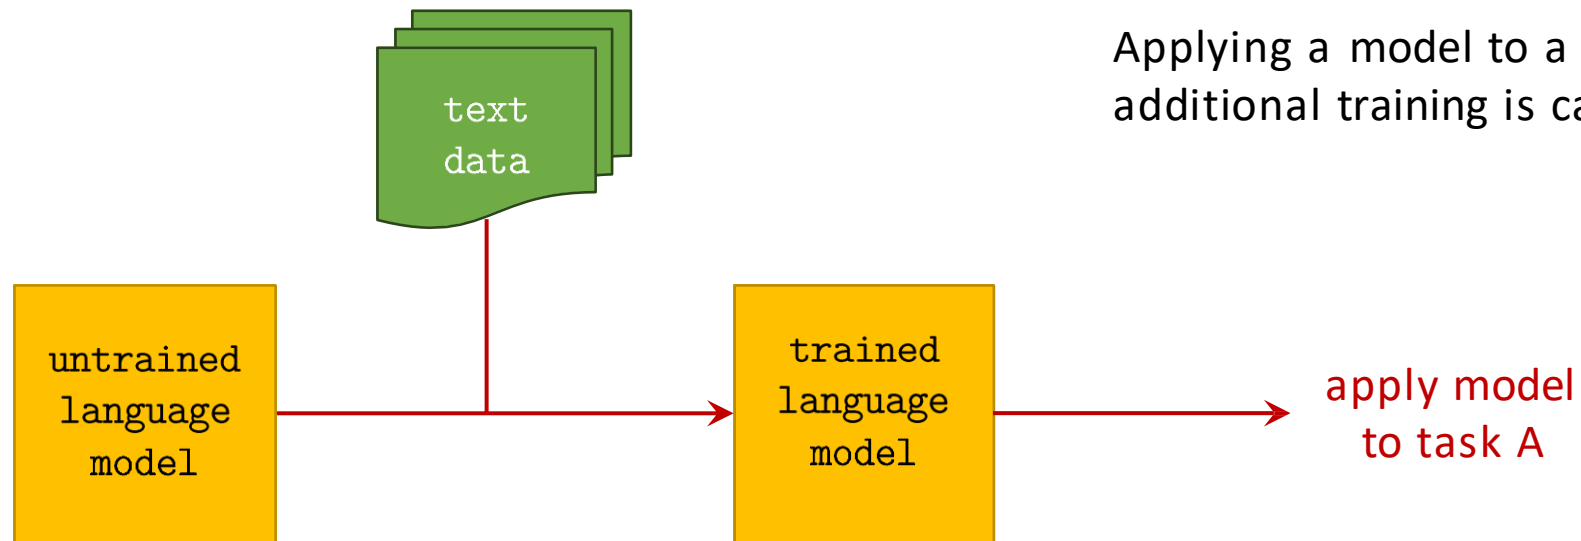 Applying a model to a
additional training is
text
data
untrained
language
model
trained
language
model
apply model
to task A